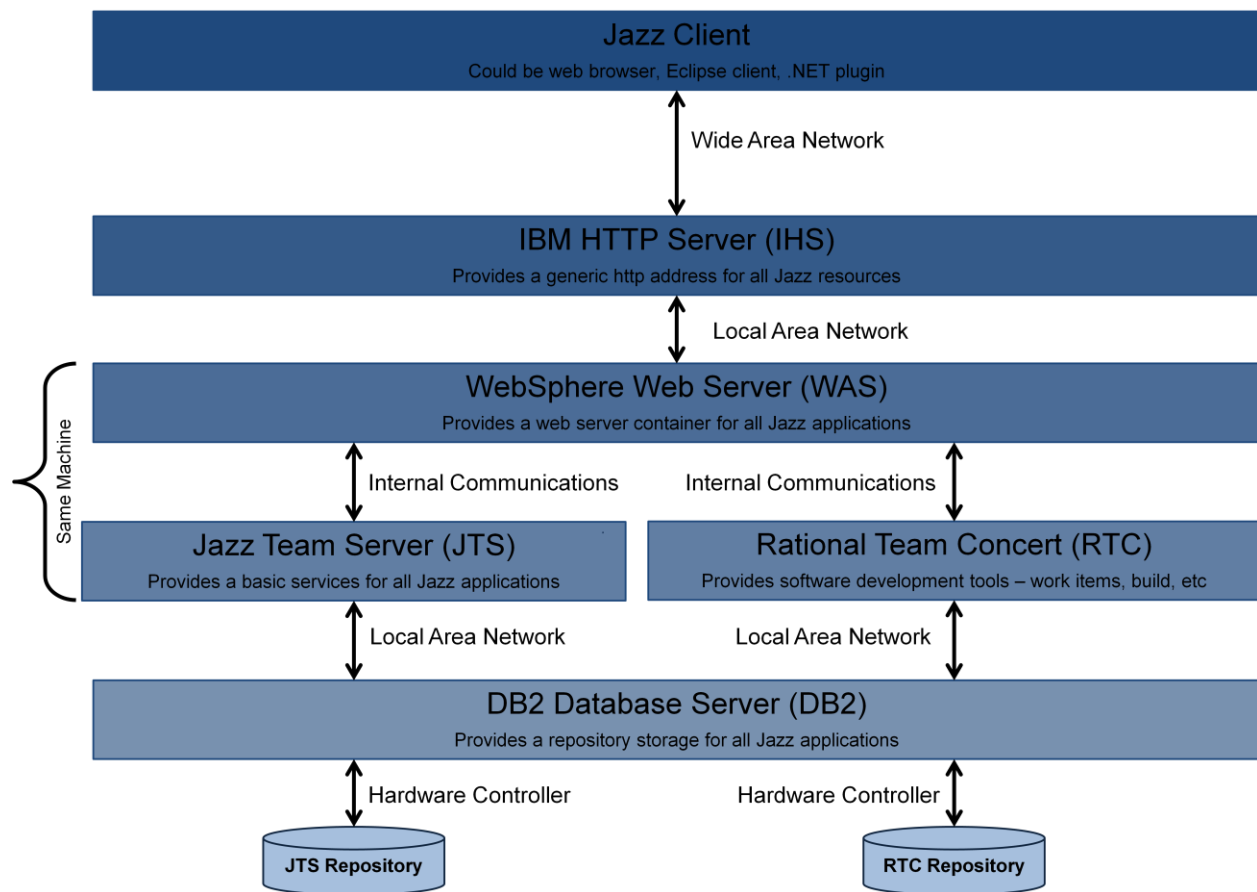 Jazz Client
Could be web browser, Eclipse client, .NET plugin
Wide Area Network
IBM HTTP Server (IHS)
Provides a generic http address for all Jazz resources
Local Area Network
WebSphere Web Server (WAS)
Provides a web server container for all Jazz applications
Same Machine
Internal Communications
Internal Communications
Jazz Team Server (JTS)
Provides a basic services for all Jazz applications
Rational Team Concert (RTC)
Provides software development tools – work items, build, etc
Local Area Network
Local Area Network
DB2 Database Server (DB2)
Provides a repository storage for all Jazz applications
Hardware Controller
Hardware Controller
JTS Repository
RTC Repository